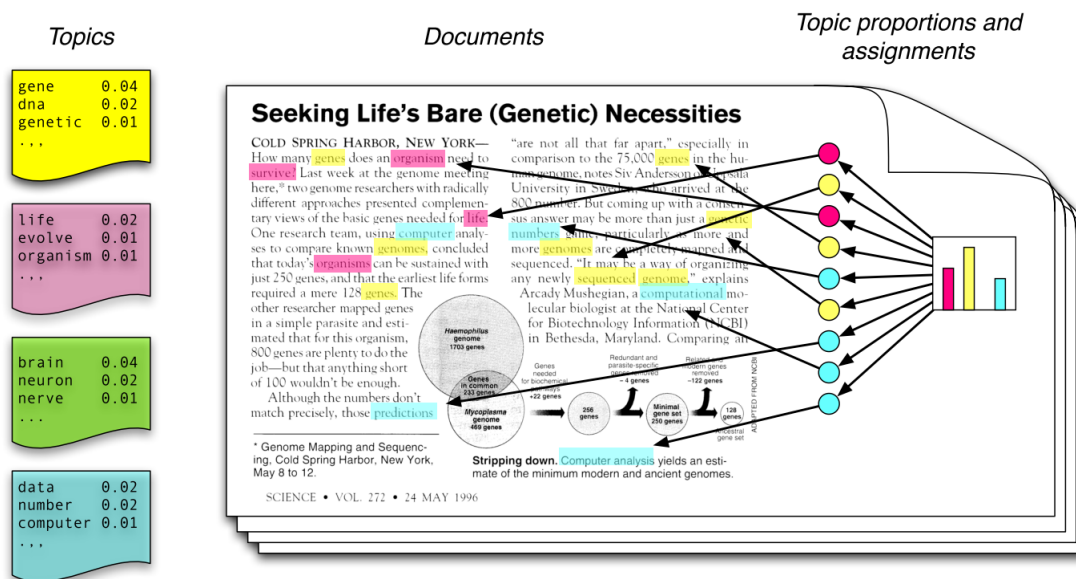 Topics
Documents
Topic proportions and
assignments
gene 0.04
dna 0.02
genetic 0.01
.,,
life 0.02
evolve 0.01
organism 0.01
.,,
brain 0.04
neuron 0.02
nerve 0.01
...
data 0.02
number 0.02
computer 0.01
.,,
Seeking Life's Bare (Genetic) Necessities
COLD SPRING HARBOR, NEW YORK—
How many genes does an organism need to
survive? Last week at the genome meeting
here,* two genome researchers with radically
different approaches presented complemen-
tary views of the basic genes needed for life.
One research team, using computer analy-
ses to compare known genomes, concluded
that today's organisms can be sustained with
just 250 genes, and that the earliest life forms
required a mere 128 genes. The
other researcher mapped genes
in a simple parasite and esti-
mated that for this organism,
800 genes are plenty to do the
job—but that anything short
of 100 wouldn't be enough.
Although the numbers don't
match precisely, those predictions
* Genome Mapping and Sequenc-
ing, Cold Spring Harbor, New York,
May 8 to 12.
"are not all that far apart," especially in
comparison to the 75,000 genes in the hu-
man genome, notes Siv Andersson of Uppsala
University in Sweden, who arrived at the
800 number. But coming up with a consen-
sus answer may be more than just a genetic
numbers game, particularly as more and
more genomes are completely mapped and
sequenced. "It may be a way of organizing
any newly sequenced genome," explains
Arcady Mushegian, a computational mo-
lecular biologist at the National Center
for Biotechnology Information (NCBI)
in Bethesda, Maryland. Comparing an
Haemophilus
genome
1703 genes
Genes
in common
233 genes
Mycoplasma
genome
469 genes
Genes
needed
for biochemical
pathways
+22 genes
256
genes
Redundant and
parasite-specific
genes removed
– 4 genes
Minimal
gene set
250 genes
Related and
modern genes
removed
–122 genes
128
genes
Ancestral
gene set
ADAPTED FROM NCBI
Stripping down. Computer analysis yields an esti-
mate of the minimum modern and ancient genomes.
SCIENCE • VOL. 272 • 24 MAY 1996